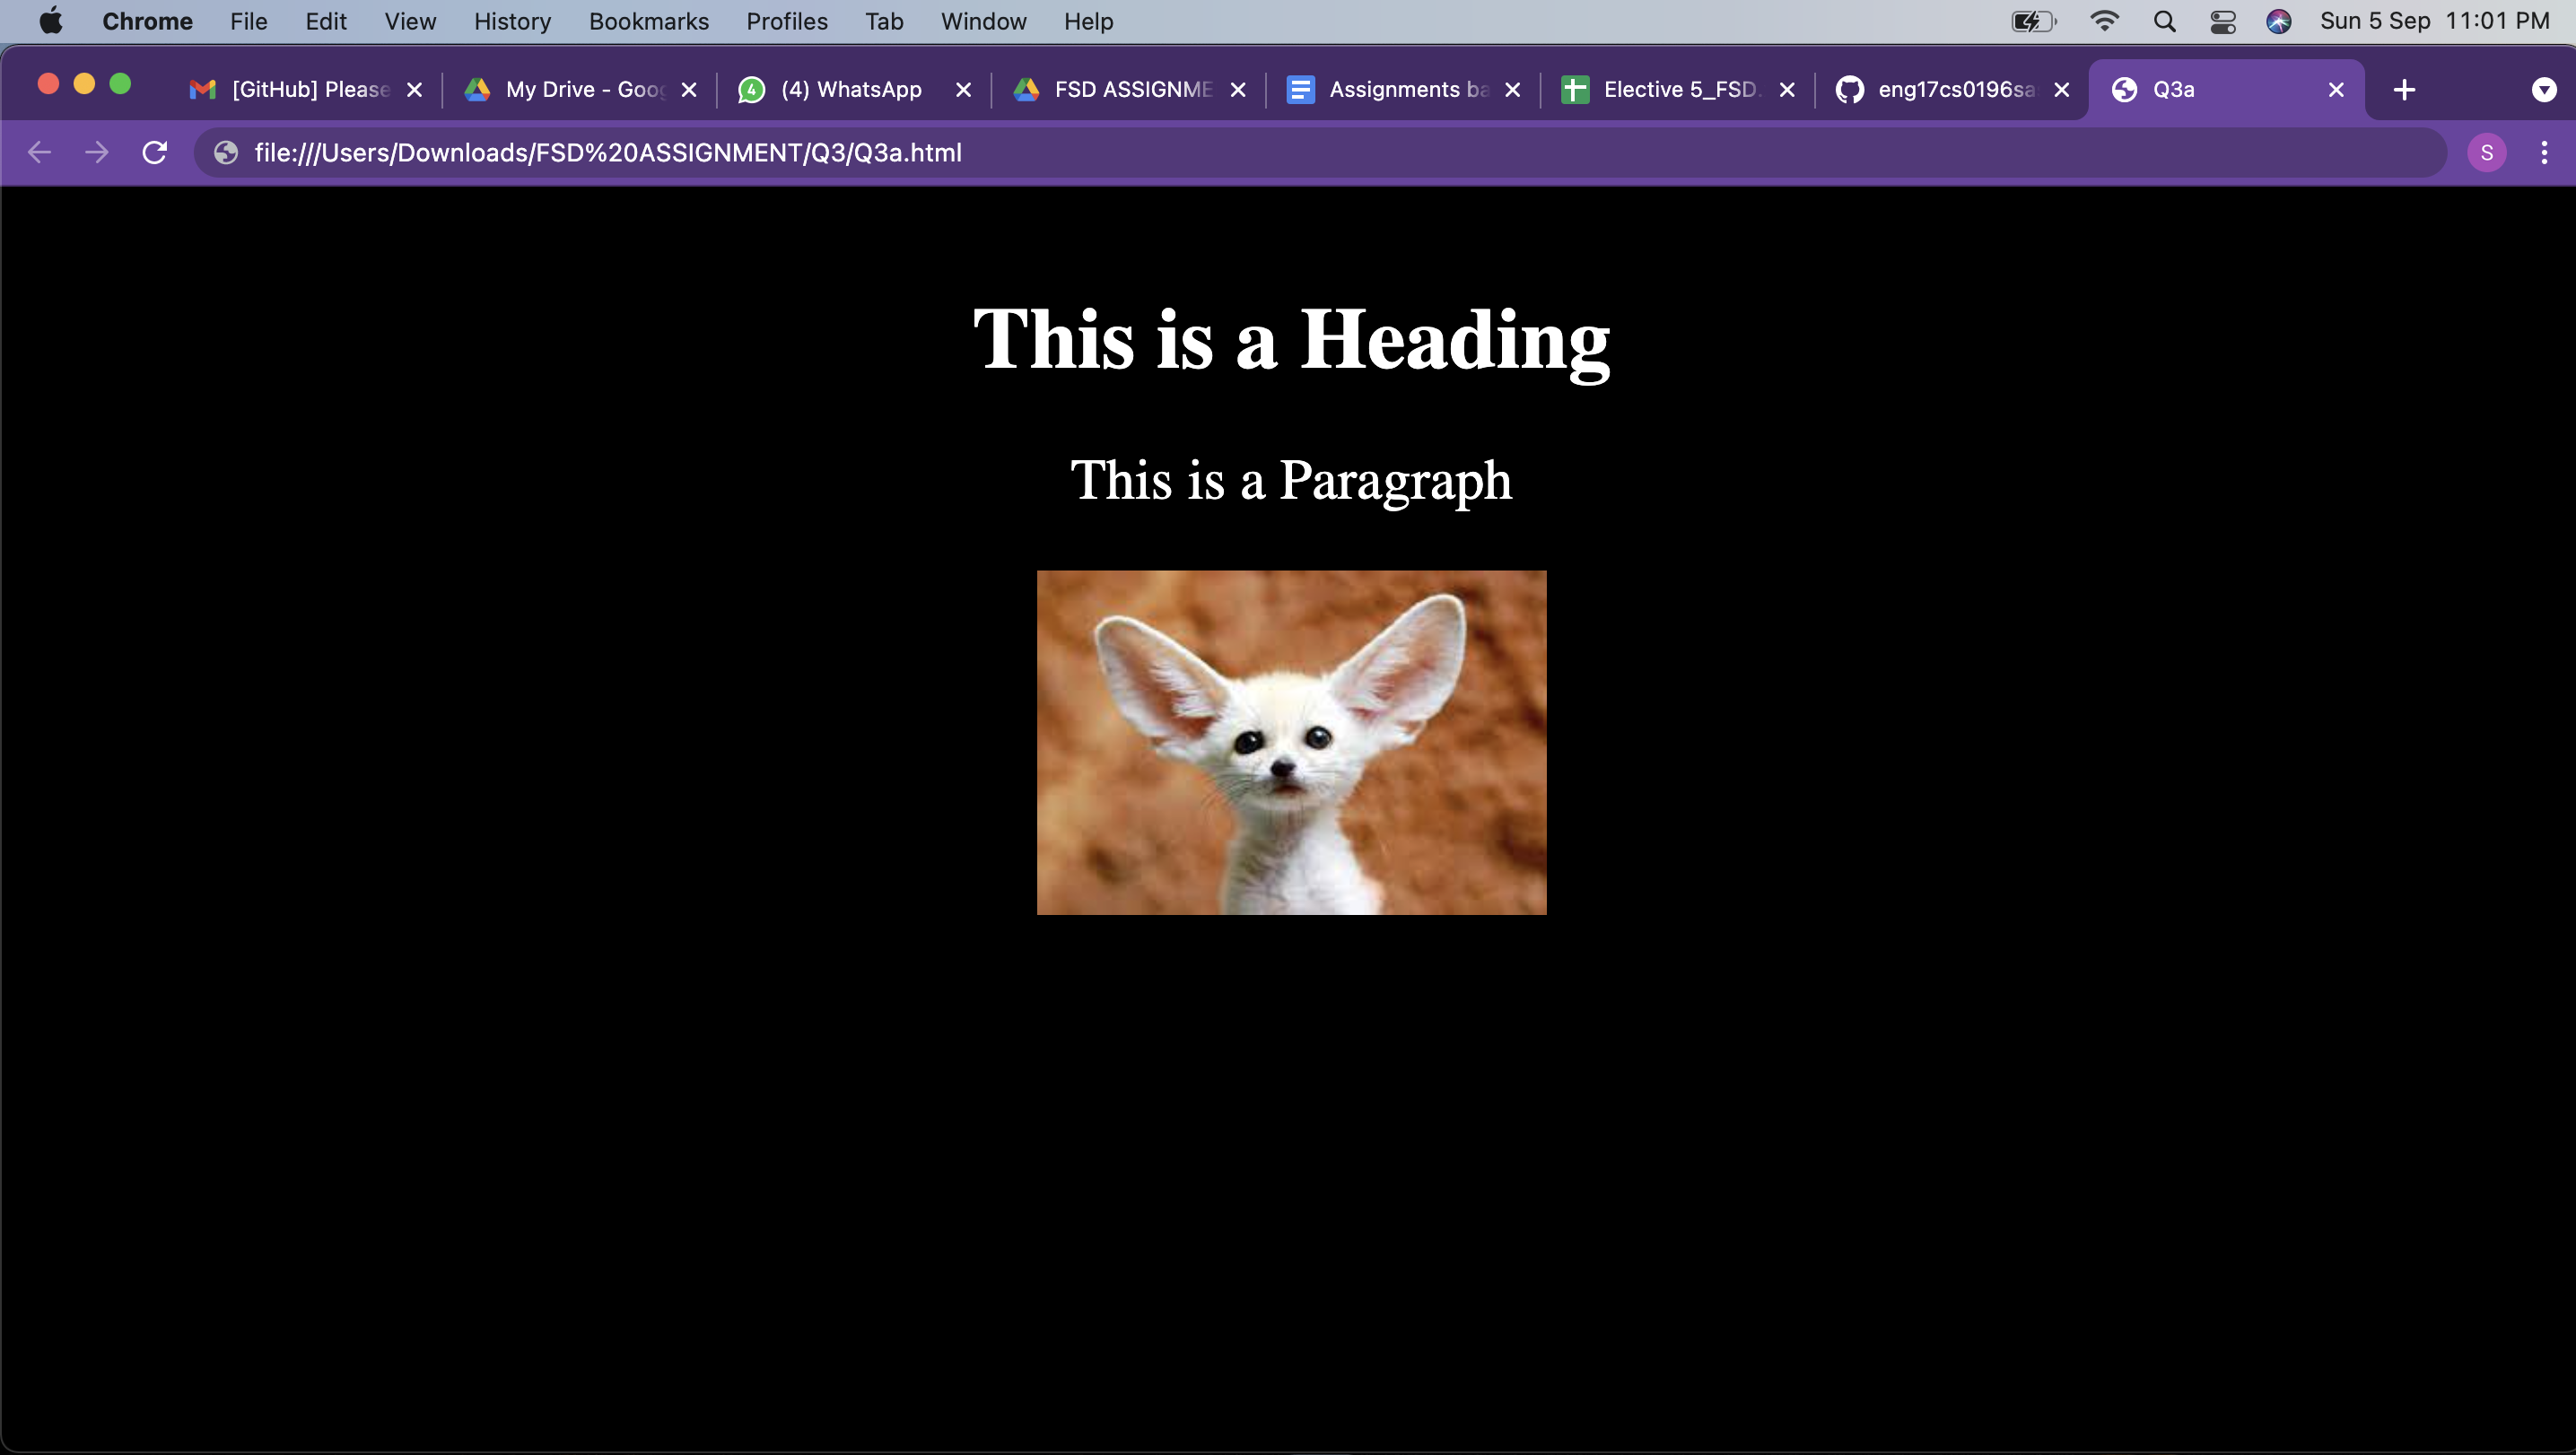 Chrome File Edit View History Bookmarks Profiles Tab Window Help Sun 5 Sep 11:01 PM
[GitHub] Please My Drive - Goog 4 (4) WhatsApp FSD ASSIGNME Assignments ba Elective 5_FSD. eng17cs0196sa Q3a
file:///Users/Downloads/FSD%20ASSIGNMENT/Q3/Q3a.html S
This is a Heading
This is a Paragraph